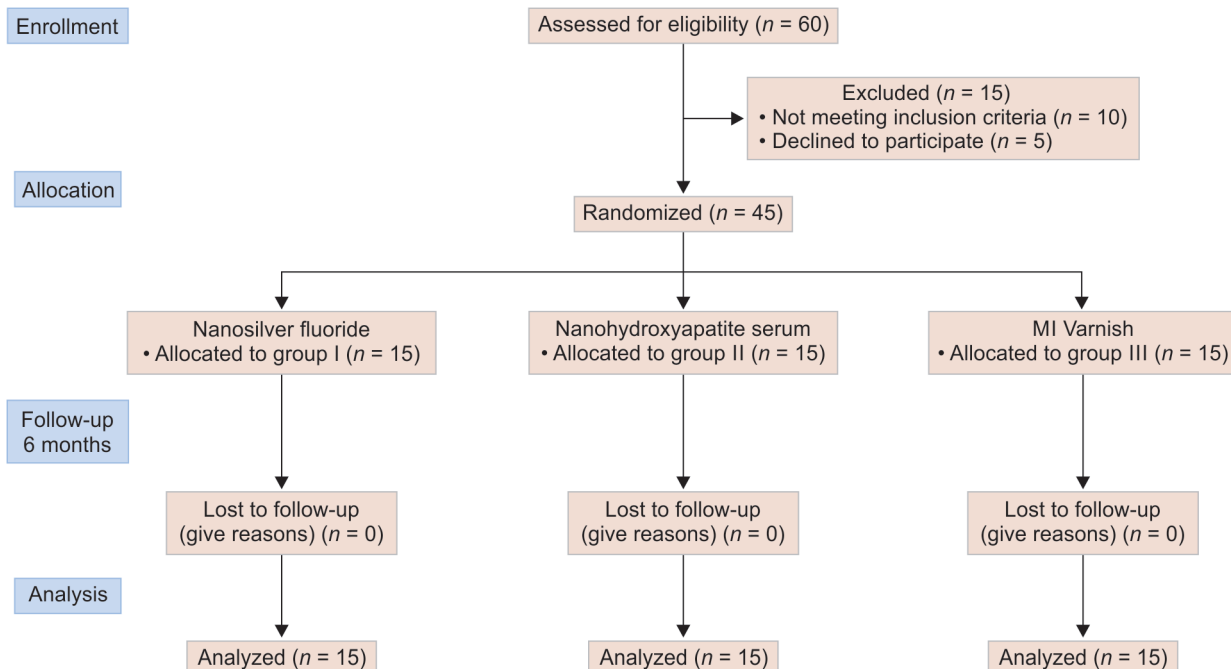 Enrollment
Assessed for eligibility (n = 60)
Excluded (n = 15)
• Not meeting inclusion criteria (n = 10)
• Declined to participate (n = 5)
Allocation
Randomized (n = 45)
Nanosilver fluoride
• Allocated to group I (n = 15)
Nanohydroxyapatite serum
• Allocated to group II (n = 15)
MI Varnish
• Allocated to group III (n = 15)
Follow-up
6 months
Lost to follow-up
(give reasons) (n = 0)
Lost to follow-up
(give reasons) (n = 0)
Lost to follow-up
(give reasons) (n = 0)
Analysis
Analyzed (n = 15)
Analyzed (n = 15)
Analyzed (n = 15)